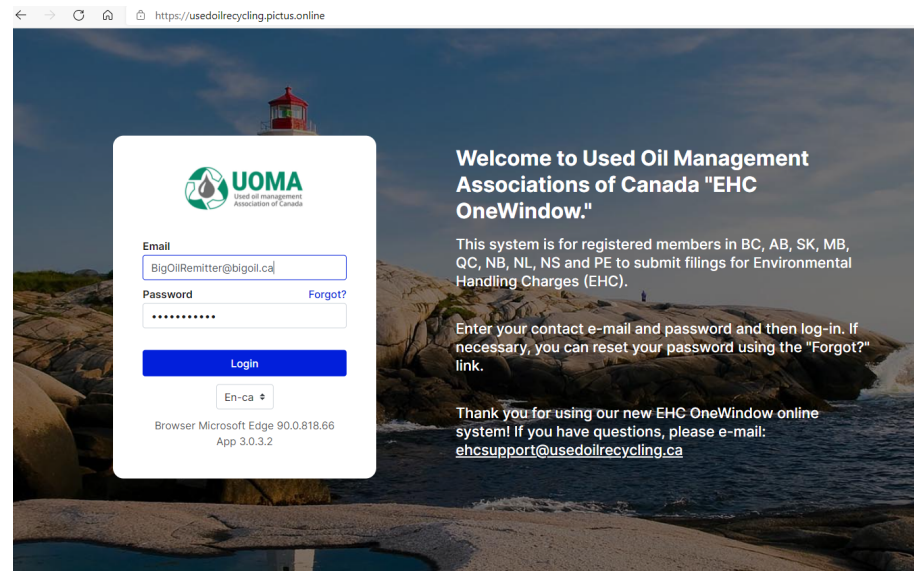 https://usedoilrecycling.pictus.online
UOMA
Used oil management
Association of Canada
Email
BigOilRemitter@bigoil.ca
Password Forgot?
•••••••••••
Login
En-ca
Browser Microsoft Edge 90.0.818.66
App 3.0.3.2
Welcome to Used Oil Management
Associations of Canada "EHC
OneWindow."
This system is for registered members in BC, AB, SK, MB,
QC, NB, NL, NS and PE to submit filings for Environmental
Handling Charges (EHC).
Enter your contact e-mail and password and then log-in. If
necessary, you can reset your password using the "Forgot?"
link.
Thank you for using our new EHC OneWindow online
system! If you have questions, please e-mail:
ehcsupport@usedoilrecycling.ca